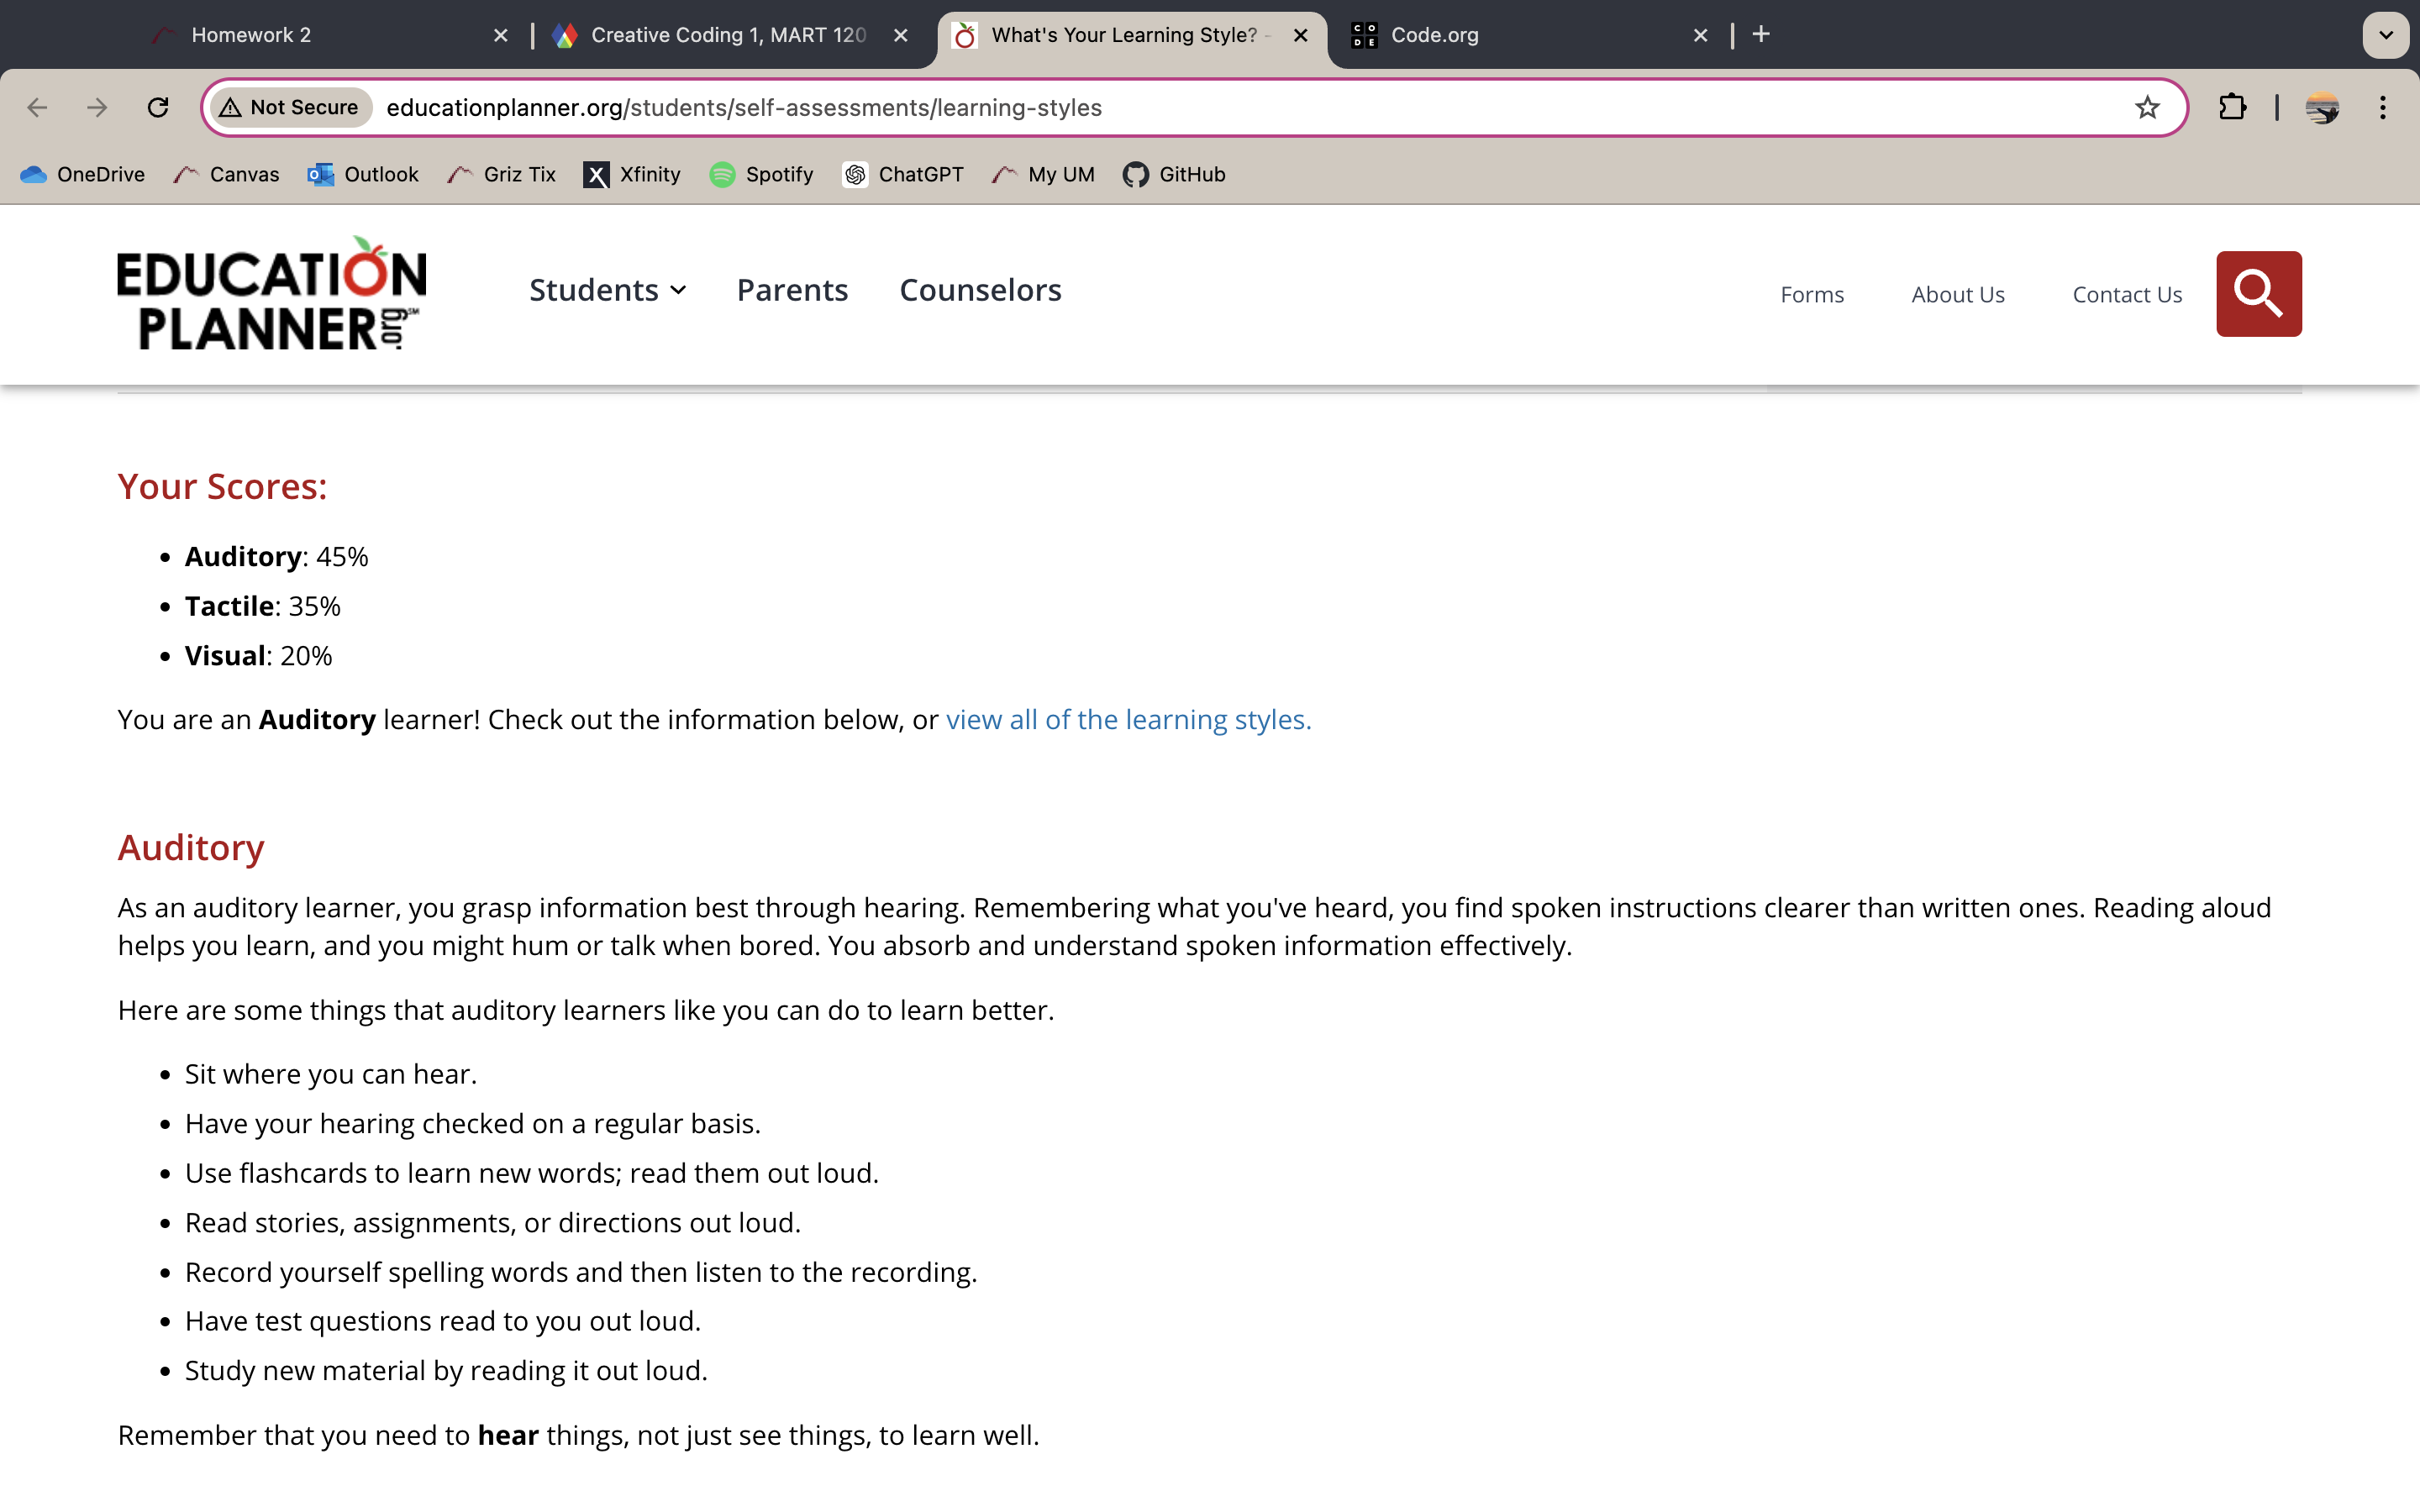 Homework 2
Creative Coding 1, MART 120
What's Your Learning Style? -
Code.org
Not Secure
educationplanner.org/students/self-assessments/learning-styles
OneDrive
Canvas
Outlook
Griz Tix
Xfinity
Spotify
ChatGPT
My UM
GitHub
EDUCATION
PLANNER.org SM
Students
Parents
Counselors
Forms
About Us
Contact Us
Your Scores:
• Auditory: 45%
• Tactile: 35%
• Visual: 20%
You are an Auditory learner! Check out the information below, or view all of the learning styles.
Auditory
As an auditory learner, you grasp information best through hearing. Remembering what you've heard, you find spoken instructions clearer than written ones. Reading aloud
helps you learn, and you might hum or talk when bored. You absorb and understand spoken information effectively.
Here are some things that auditory learners like you can do to learn better.
• Sit where you can hear.
• Have your hearing checked on a regular basis.
• Use flashcards to learn new words; read them out loud.
• Read stories, assignments, or directions out loud.
• Record yourself spelling words and then listen to the recording.
• Have test questions read to you out loud.
• Study new material by reading it out loud.
Remember that you need to hear things, not just see things, to learn well.